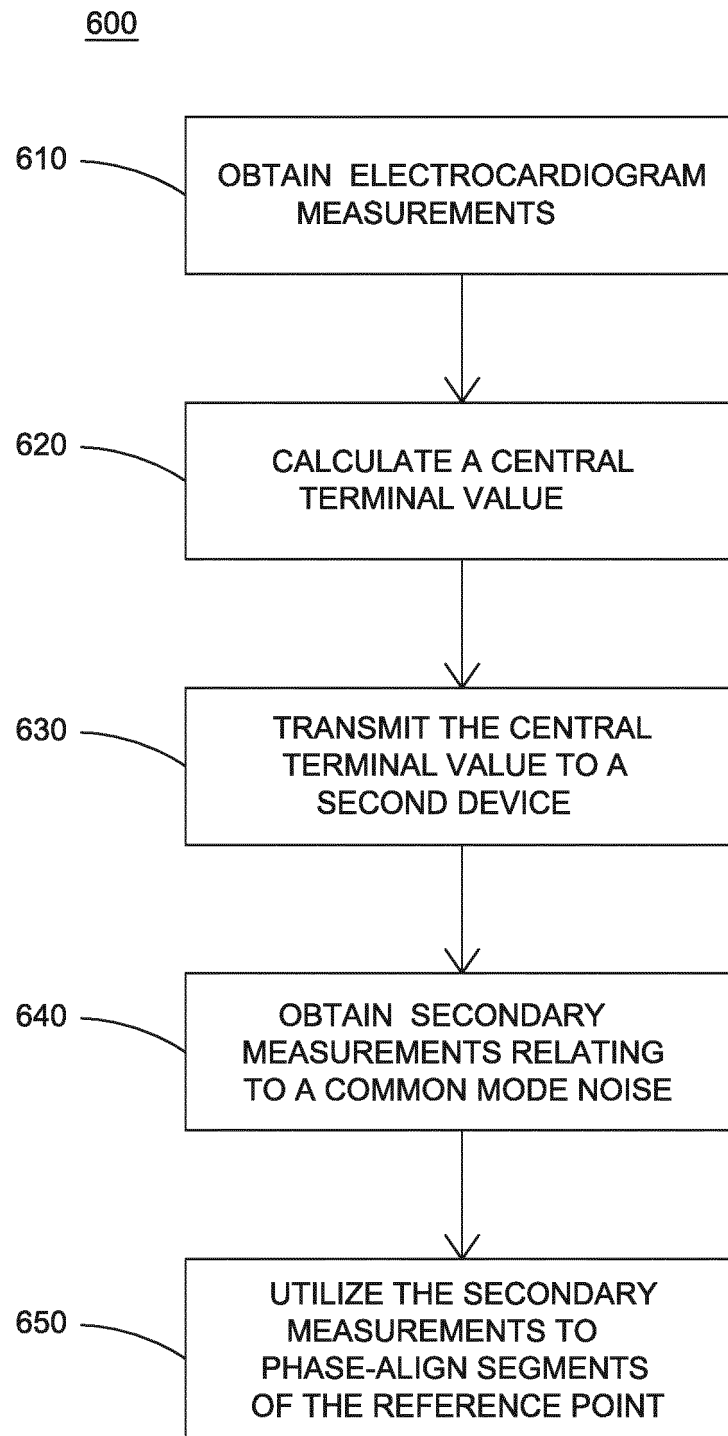 600
610
OBTAIN ELECTROCARDIOGRAM
MEASUREMENTS
620
CALCULATE A CENTRAL
TERMINAL VALUE
630
TRANSMIT THE CENTRAL
TERMINAL VALUE TO A
SECOND DEVICE
640
OBTAIN SECONDARY
MEASUREMENTS RELATING
TO A COMMON MODE NOISE
650
UTILIZE THE SECONDARY
MEASUREMENTS TO
PHASE-ALIGN SEGMENTS
OF THE REFERENCE POINT